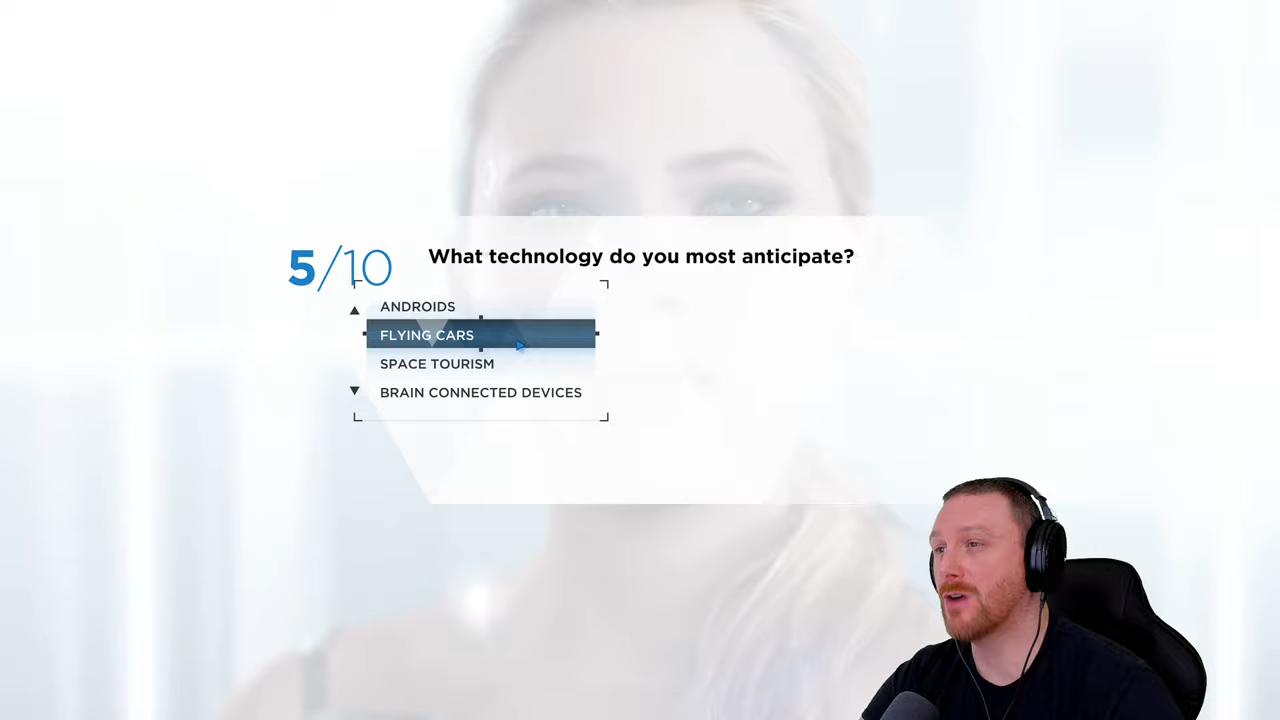 5/10
What technology do you most anticipate?
ANDROIDS
FLYING CARS
SPACE TOURISM
BRAIN CONNECTED DEVICES